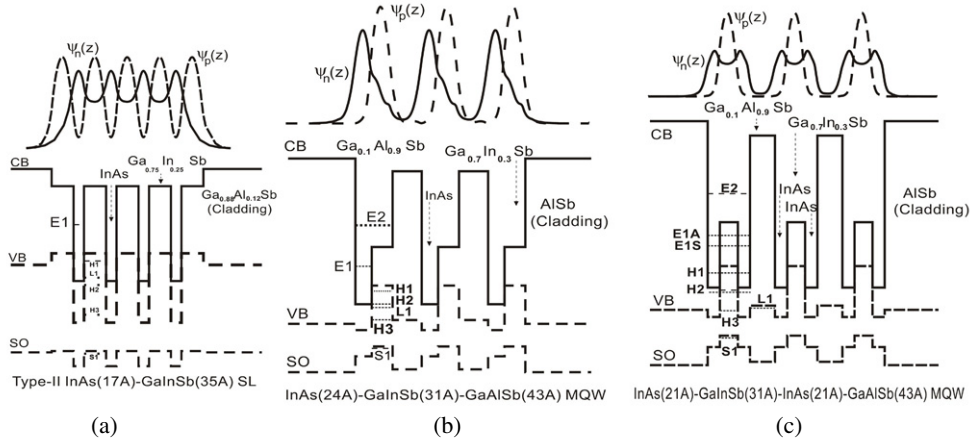 Ψn(z)
Ψp(z)
CB
Ga0.75In0.25Sb
InAs
Ga0.88Al0.12Sb
(Cladding)
E1
VB
H1
L1
H2
H3
SO
S1
Type-II InAs(17A)-GaInSb(35A) SL
(a)
Ψp(z)
Ψn(z)
CB
Ga0.1Al0.9Sb
Ga0.7In0.3Sb
InAs
E2
AlSb
(Cladding)
E1
H1
H2
L1
VB
H3
SO
S1
InAs(24A)-GaInSb(31A)-GaAlSb(43A) MQW
(b)
Ψp(z)
Ψn(z)
Ga0.1Al0.9Sb
Ga0.7In0.3Sb
CB
InAs
E2
InAs
AlSb
(Cladding)
E1A
E1S
H1
H2
L1
VB
H3
S1
SO
InAs(21A)-GaInSb(31A)-InAs(21A)-GaAlSb(43A) MQW
(c)